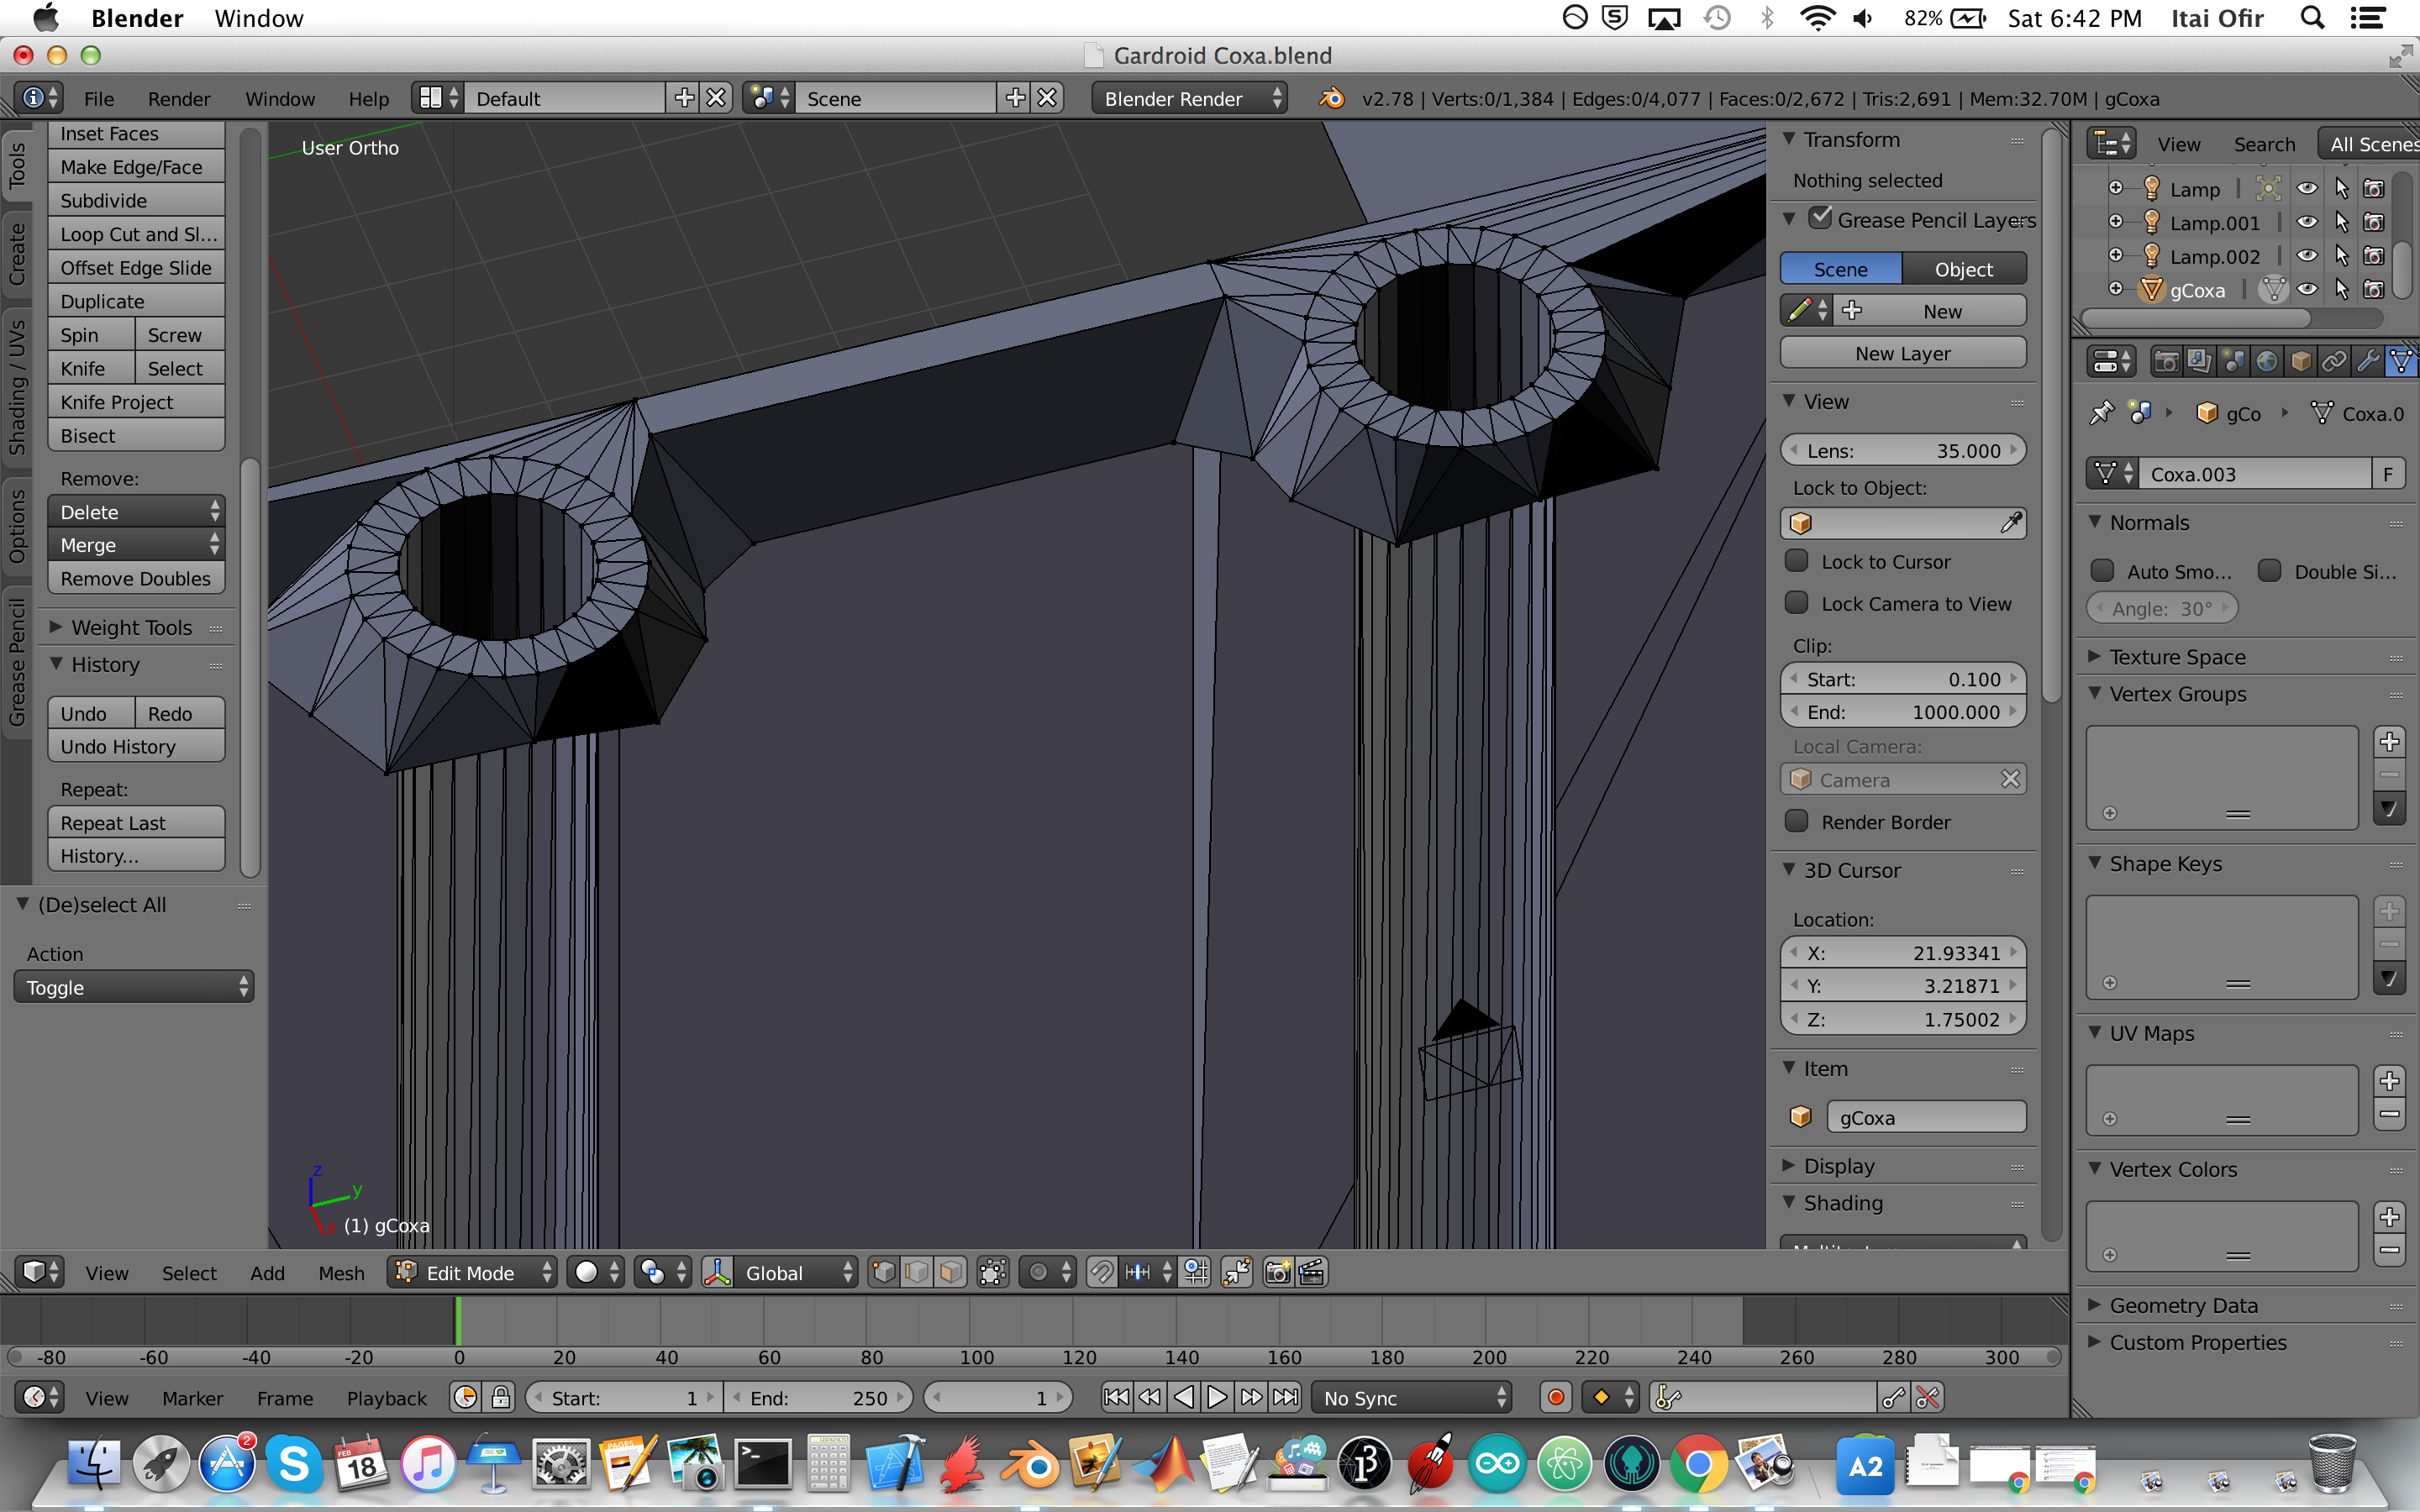 Blender Window 82% Sat 6:42 PM Itai Ofir
Gardroid Coxa.blend
File Render Window Help Default Scene Blender Render v2.78 | Verts:0/1,384 | Edges:0/4,077 | Faces:0/2,672 | Tris:2,691 | Mem:32.70M | gCoxa
Tools
Create
Shading / UVs
Options
Grease Pencil
Inset Faces
Make Edge/Face
Subdivide
Loop Cut and Sl...
Offset Edge Slide
Duplicate
Spin Screw
Knife Select
Knife Project
Bisect
Remove:
Delete
Merge
Remove Doubles
Weight Tools
History
Undo Redo
Undo History
Repeat:
Repeat Last
History...
(De)select All
Action
Toggle
User Ortho
z
y
x (1) gCoxa
Transform
Nothing selected
Grease Pencil Layers
Scene Object
New
New Layer
View
Lens: 35.000
Lock to Object:
Lock to Cursor
Lock Camera to View
Clip:
Start: 0.100
End: 1000.000
Local Camera:
Camera
Render Border
3D Cursor
Location:
X: 21.93341
Y: 3.21871
Z: 1.75002
Item
gCoxa
Display
Shading
View Search All Scenes
Lamp
Lamp.001
Lamp.002
gCoxa
gCo Coxa.0
Coxa.003 F
Normals
Auto Smo... Double Si...
Angle: 30°
Texture Space
Vertex Groups
Shape Keys
UV Maps
Vertex Colors
Geometry Data
Custom Properties
View Select Add Mesh Edit Mode Global
-80 -60 -40 -20 0 20 40 60 80 100 120 140 160 180 200 220 240 260 280 300
View Marker Frame Playback Start: 1 End: 250 1 No Sync
2
FEB
18
PAGES
A2